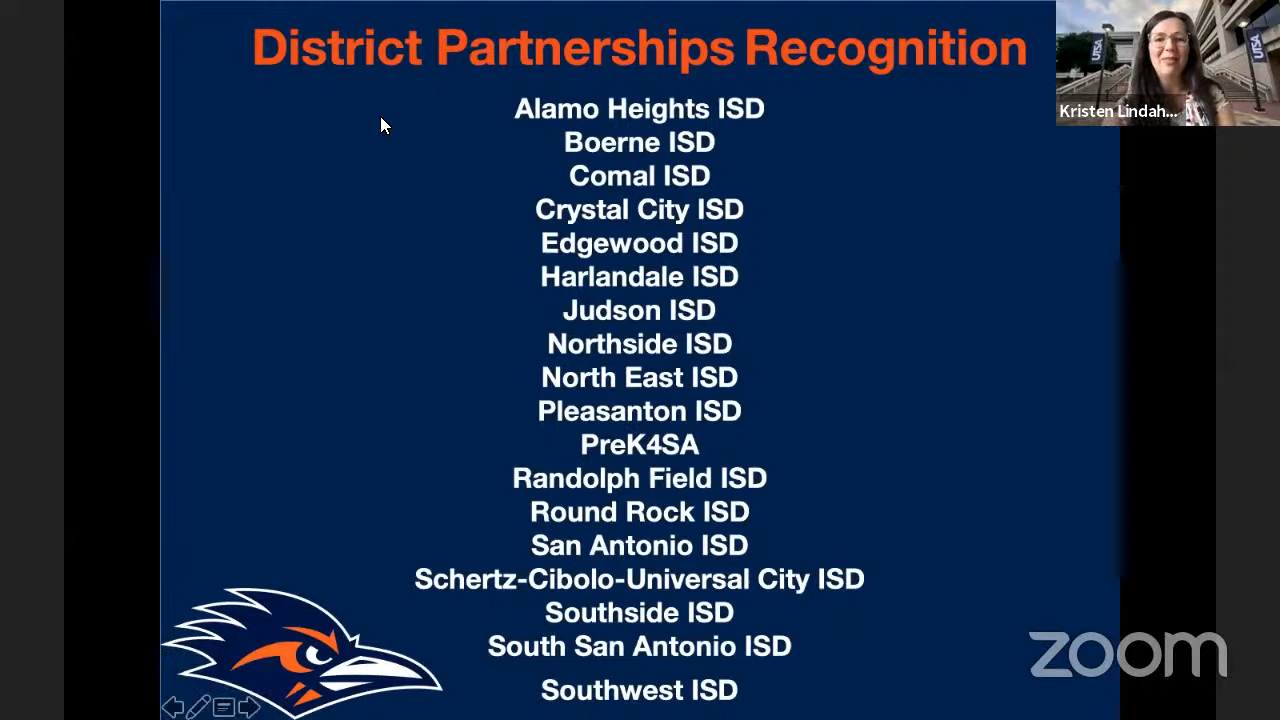 District Partnerships Recognition
Alamo Heights ISD
Boerne ISD
Comal ISD
Crystal City ISD
Edgewood ISD
Harlandale ISD
Judson ISD
Northside ISD
North East ISD
Pleasanton ISD
PreK4SA
Randolph Field ISD
Round Rock ISD
San Antonio ISD
Schertz-Cibolo-Universal City ISD
Southside ISD
South San Antonio ISD
Southwest ISD
UTSA
UTSA
Kristen Lindah...
zoom